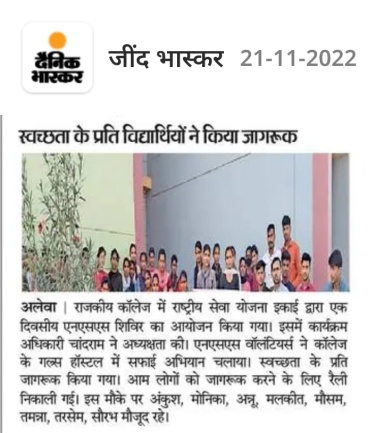 दैनिक
भास्कर
जींद भास्कर 21-11-2022
स्वच्छता के प्रति विद्यार्थियों ने किया जागरूक
अलेवा | राजकीय कॉलेज में राष्ट्रीय सेवा योजना इकाई द्वारा एक
दिवसीय एनएसएस शिविर का आयोजन किया गया। इसमें कार्यक्रम
अधिकारी चांदराम ने अध्यक्षता की। एनएसएस वॉलंटियर्स ने कॉलेज
के गर्ल्स हॉस्टल में सफाई अभियान चलाया। स्वच्छता के प्रति
जागरूक किया गया। आम लोगों को जागरूक करने के लिए रैली
निकाली गई। इस मौके पर अंकुश, मोनिका, अन्नू, मलकीत, मौसम,
तमन्ना, तरसेम, सौरभ मौजूद रहे।